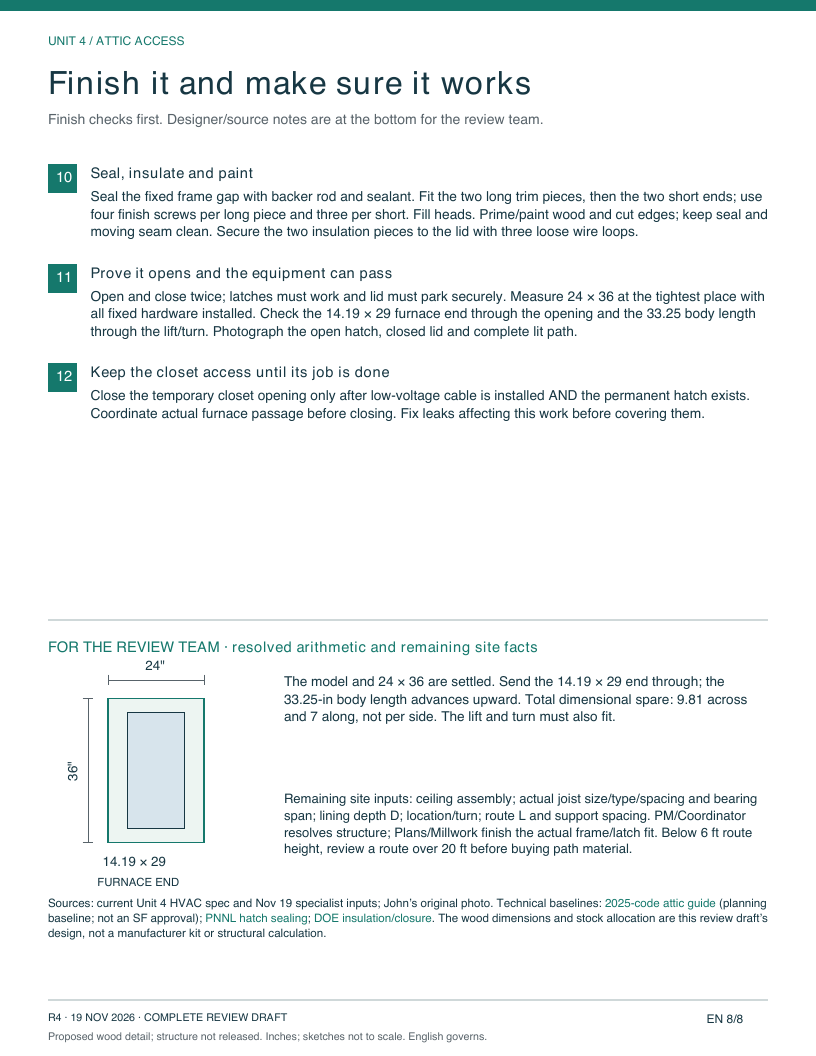 UNIT 4 / ATTIC ACCESS
Finish it and make sure it works
Finish checks first. Designer/source notes are at the bottom for the review team.
10
Seal, insulate and paint
Seal the fixed frame gap with backer rod and sealant. Fit the two long trim pieces, then the two short ends; use
four finish screws per long piece and three per short. Fill heads. Prime/paint wood and cut edges; keep seal and
moving seam clean. Secure the two insulation pieces to the lid with three loose wire loops.
11
Prove it opens and the equipment can pass
Open and close twice; latches must work and lid must park securely. Measure 24 × 36 at the tightest place with
all fixed hardware installed. Check the 14.19 × 29 furnace end through the opening and the 33.25 body length
through the lift/turn. Photograph the open hatch, closed lid and complete lit path.
12
Keep the closet access until its job is done
Close the temporary closet opening only after low-voltage cable is installed AND the permanent hatch exists.
Coordinate actual furnace passage before closing. Fix leaks affecting this work before covering them.
FOR THE REVIEW TEAM · resolved arithmetic and remaining site facts
24"
36"
14.19 × 29
FURNACE END
The model and 24 × 36 are settled. Send the 14.19 × 29 end through; the
33.25-in body length advances upward. Total dimensional spare: 9.81 across
and 7 along, not per side. The lift and turn must also fit.
Remaining site inputs: ceiling assembly; actual joist size/type/spacing and bearing
span; lining depth D; location/turn; route L and support spacing. PM/Coordinator
resolves structure; Plans/Millwork finish the actual frame/latch fit. Below 6 ft route
height, review a route over 20 ft before buying path material.
Sources: current Unit 4 HVAC spec and Nov 19 specialist inputs; John's original photo. Technical baselines: 2025-code attic guide (planning
baseline; not an SF approval); PNNL hatch sealing; DOE insulation/closure. The wood dimensions and stock allocation are this review draft's
design, not a manufacturer kit or structural calculation.
R4 · 19 NOV 2026 · COMPLETE REVIEW DRAFT
EN 8/8
Proposed wood detail; structure not released. Inches; sketches not to scale. English governs.